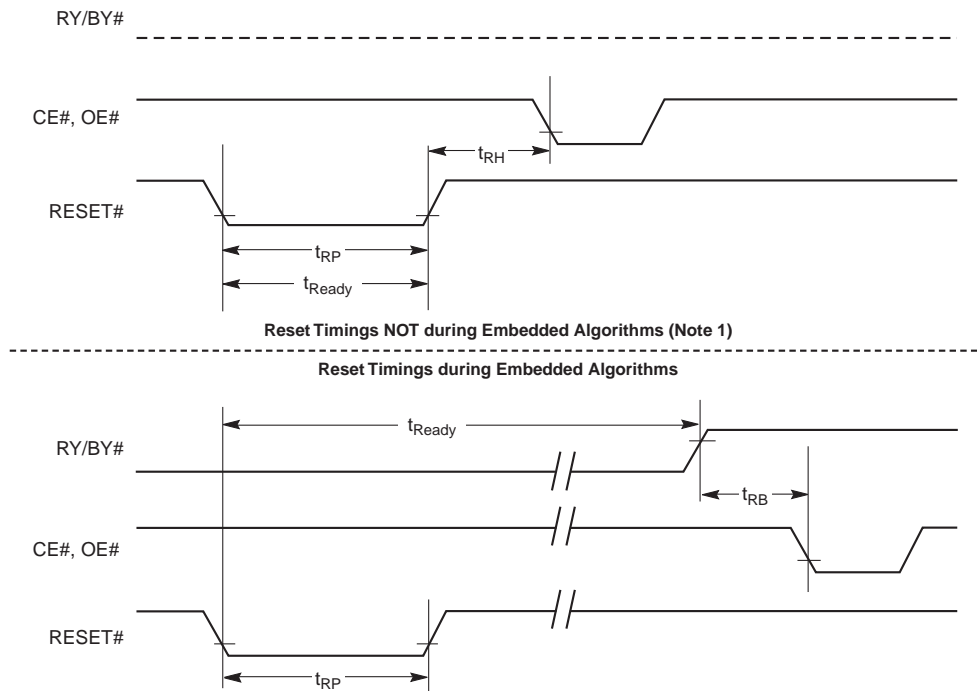 RY/BY#
CE#, OE#
tRH
RESET#
tRP
tReady
Reset Timings NOT during Embedded Algorithms (Note 1)
Reset Timings during Embedded Algorithms
tReady
RY/BY#
tRB
CE#, OE#
RESET#
tRP